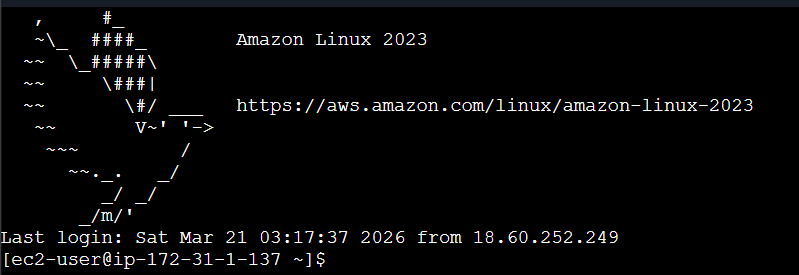 ,     #_
   ~\_  ####_        Amazon Linux 2023
  ~~  \_#####\
  ~~     \###|
  ~~       \#/ ___   https://aws.amazon.com/linux/amazon-linux-2023
   ~~       V~' '->
    ~~~         /
      ~~._.   _/
         _/ _/
       _/m/'
Last login: Sat Mar 21 03:17:37 2026 from 18.60.252.249
[ec2-user@ip-172-31-1-137 ~]$